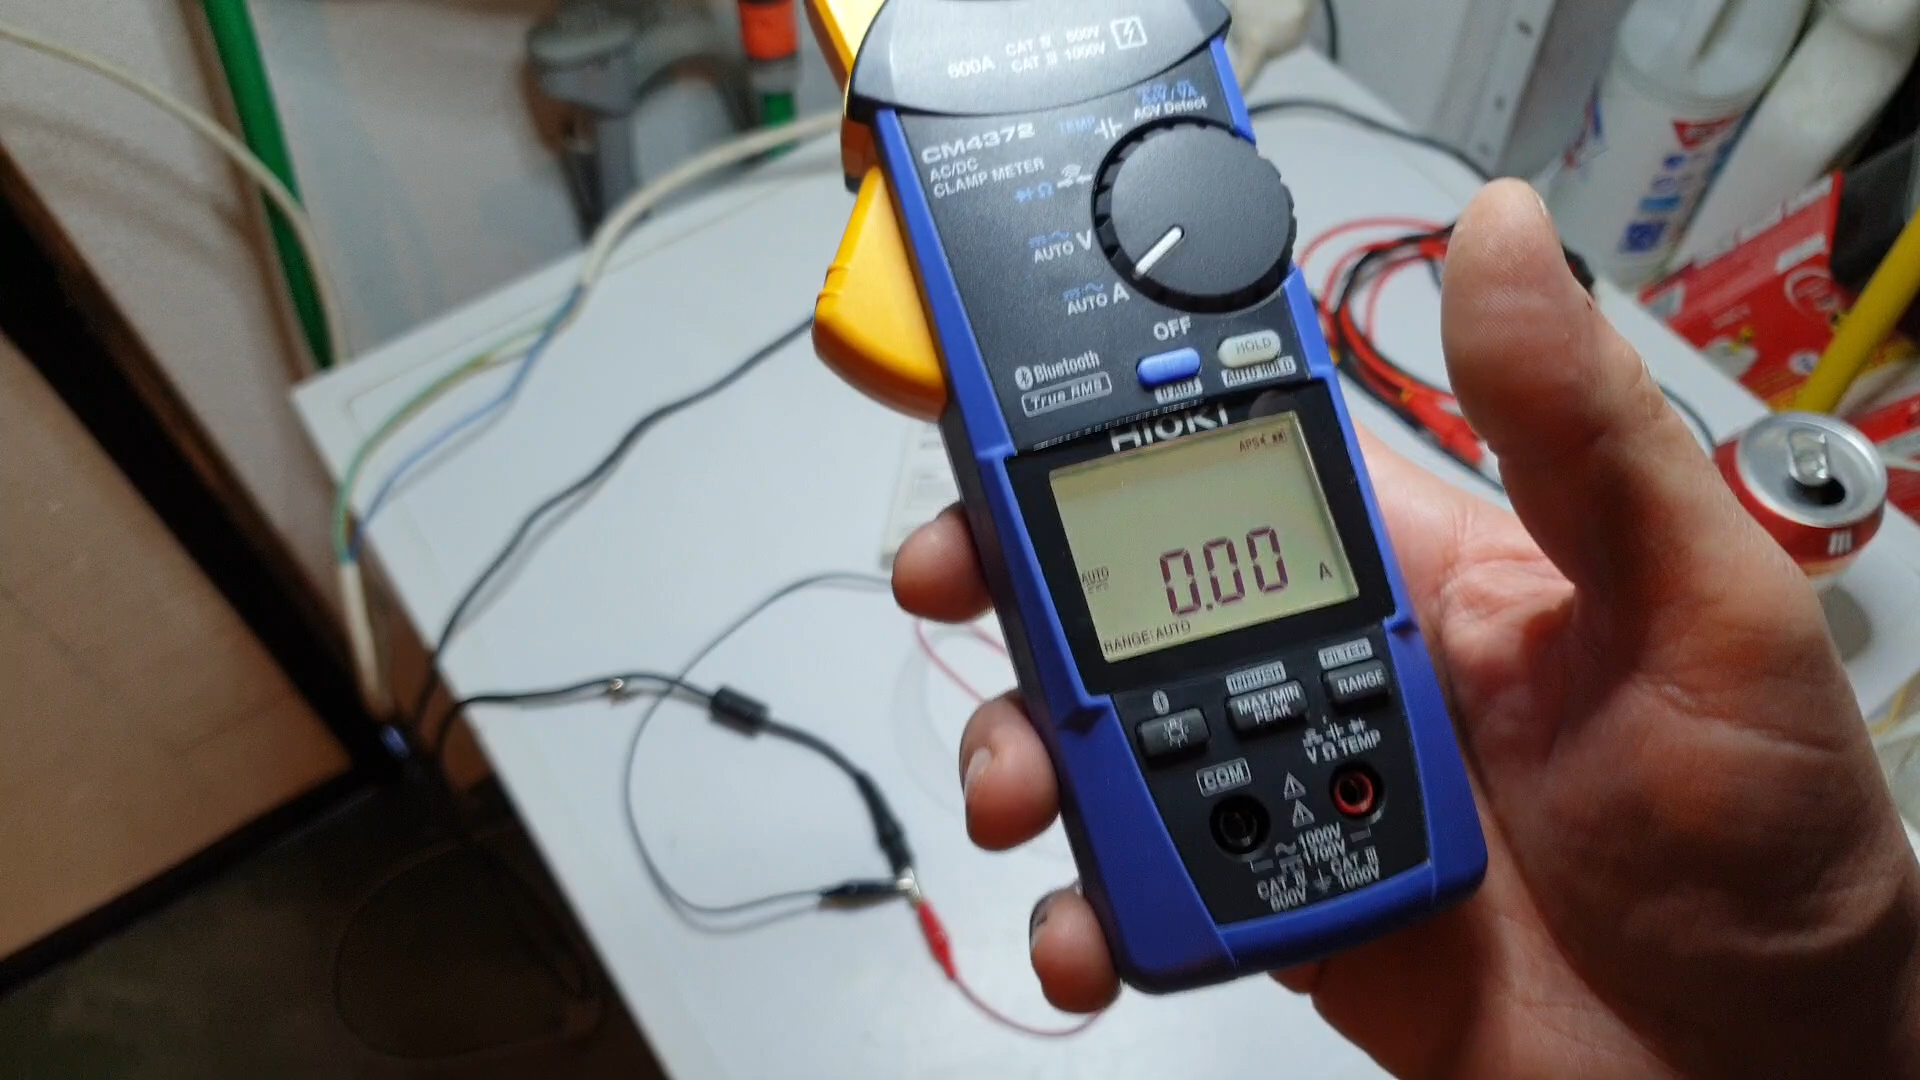 600A
CAT IV 600V
CAT III 1000V
CM4372
AC/DC
CLAMP METER
TEMP
ACV Detect
Ω
AUTO V
AUTO A
OFF
HOLD
AUTO HOLD
Bluetooth
True RMS
HIOKI
APS
AUTO
0.00 A
RANGE:AUTO
INRUSH
MAX/MIN
PEAK
FILTER
RANGE
COM
V Ω TEMP
1000V
1700V
CAT IV
600V
CAT III
1000V